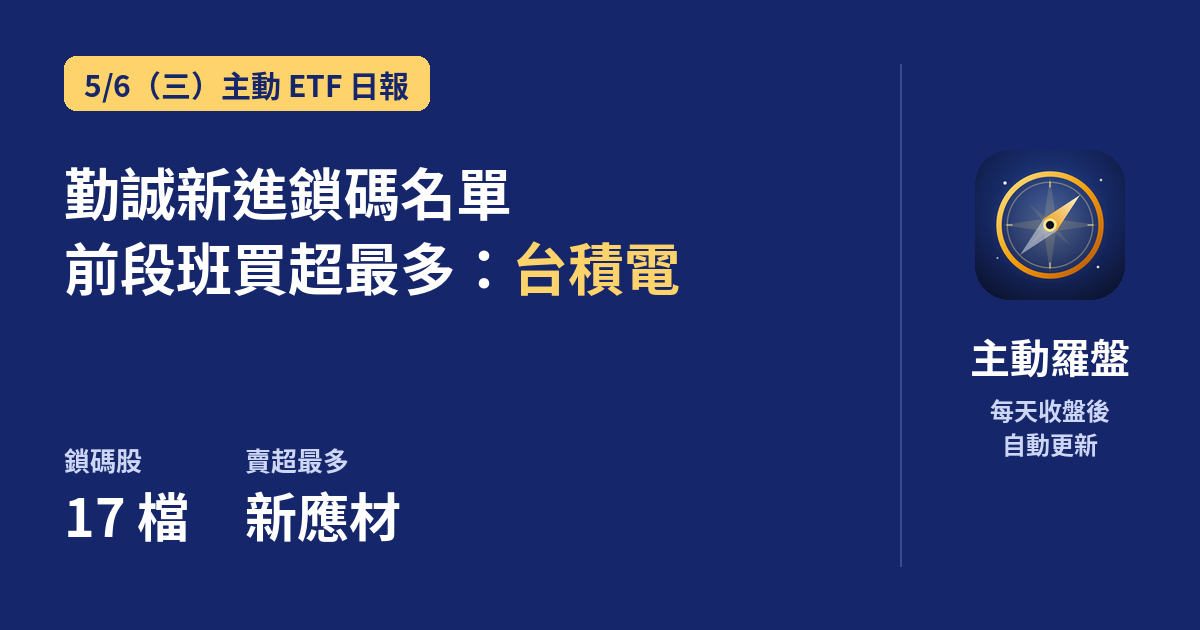 5/6（三）主動 ETF 日報
勤誠新進鎖碼名單
前段班買超最多：台積電
鎖碼股
17 檔
賣超最多
新應材
主動羅盤
每天收盤後
自動更新